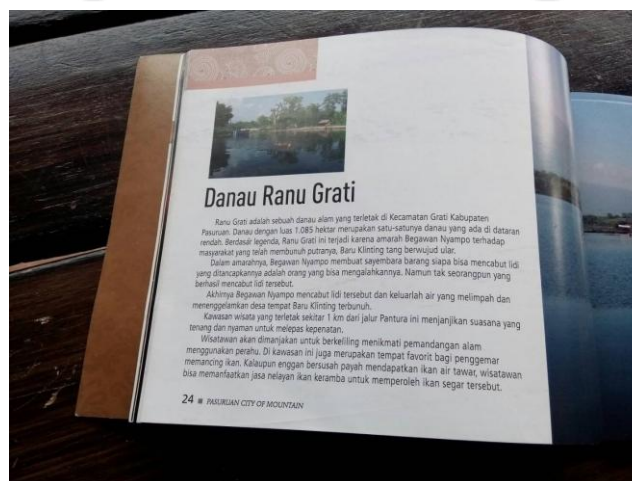 Danau Ranu Grati
Ranu Grati adalah sebuah danau alam yang terletak di Kecamatan Grati Kabupaten
Pasuruan. Danau dengan luas 1.085 hektar merupakan satu-satunya danau yang ada di dataran
rendah. Berdasar legenda, Ranu Grati ini terjadi karena amarah Begawan Nyampo terhadap
masyarakat yang telah membunuh putranya, Baru Klinting tang berwujud ular.
Dalam amarahnya, Begawan Nyampo membuat sayembara barang siapa bisa mencabut lidi
yang ditancapkannya adalah orang yang bisa mengalahkannya. Namun tak seorangpun yang
berhasil mencabut lidi tersebut.
Akhirnya Begawan Nyampo mencabut lidi tersebut dan keluarlah air yang melimpah dan
menenggelamkan desa tempat Baru Klinting terbunuh.
Kawasan wisata yang terletak sekitar 1 km dari jalur Pantura ini menjanjikan suasana yang
tenang dan nyaman untuk melepas kepenatan.
Wisatawan akan dimanjakan untuk berkeliling menikmati pemandangan alam
menggunakan perahu. Di kawasan ini juga merupakan tempat favorit bagi penggemar
memancing ikan. Kalaupun enggan bersusah payah mendapatkan ikan air tawar, wisatawan
bisa memanfaatkan jasa nelayan ikan keramba untuk memperoleh ikan segar tersebut.
24 ■ PASURUAN CITY OF MOUNTAIN